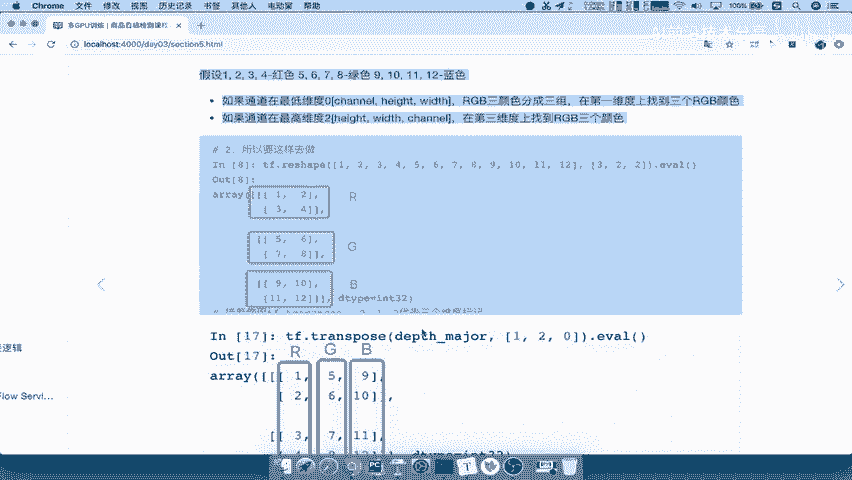 Chrome 文件 修改 视图 历史记录 书签 其他人 电动窗 帮助
多GPU训练 | 商品目标检测课
localhost:4000/day03/section5.html
假设1, 2, 3, 4-红色 5, 6, 7, 8-绿色 9, 10, 11, 12-蓝色
如果通道在最低维度0[channel, height, width]，RGB三颜色分成三组，在第一维度上找到三个RGB颜色
如果通道在最高维度2[height, width, channel]，在第三维度上找到RGB三个颜色
# 2、所以要这样去做
In [8]: tf.reshape([1, 2, 3, 4, 5, 6, 7, 8, 9, 10, 11, 12], [3, 2, 2]).eval()
Out[8]:
array([[[ 1, 2],
[ 3, 4]],
R
[[ 5, 6],
[ 7, 8]],
G
[[ 9, 10],
[11, 12]]], dtype=int32)
B
In [17]: tf.transpose(depth_major, [1, 2, 0]).eval()
Out[17]:
R G B
array([[[ 1, 5, 9],
[ 2, 6, 10]],
[[ 3, 7, 11],
dtype=int32)
逻辑
Flow Servi...